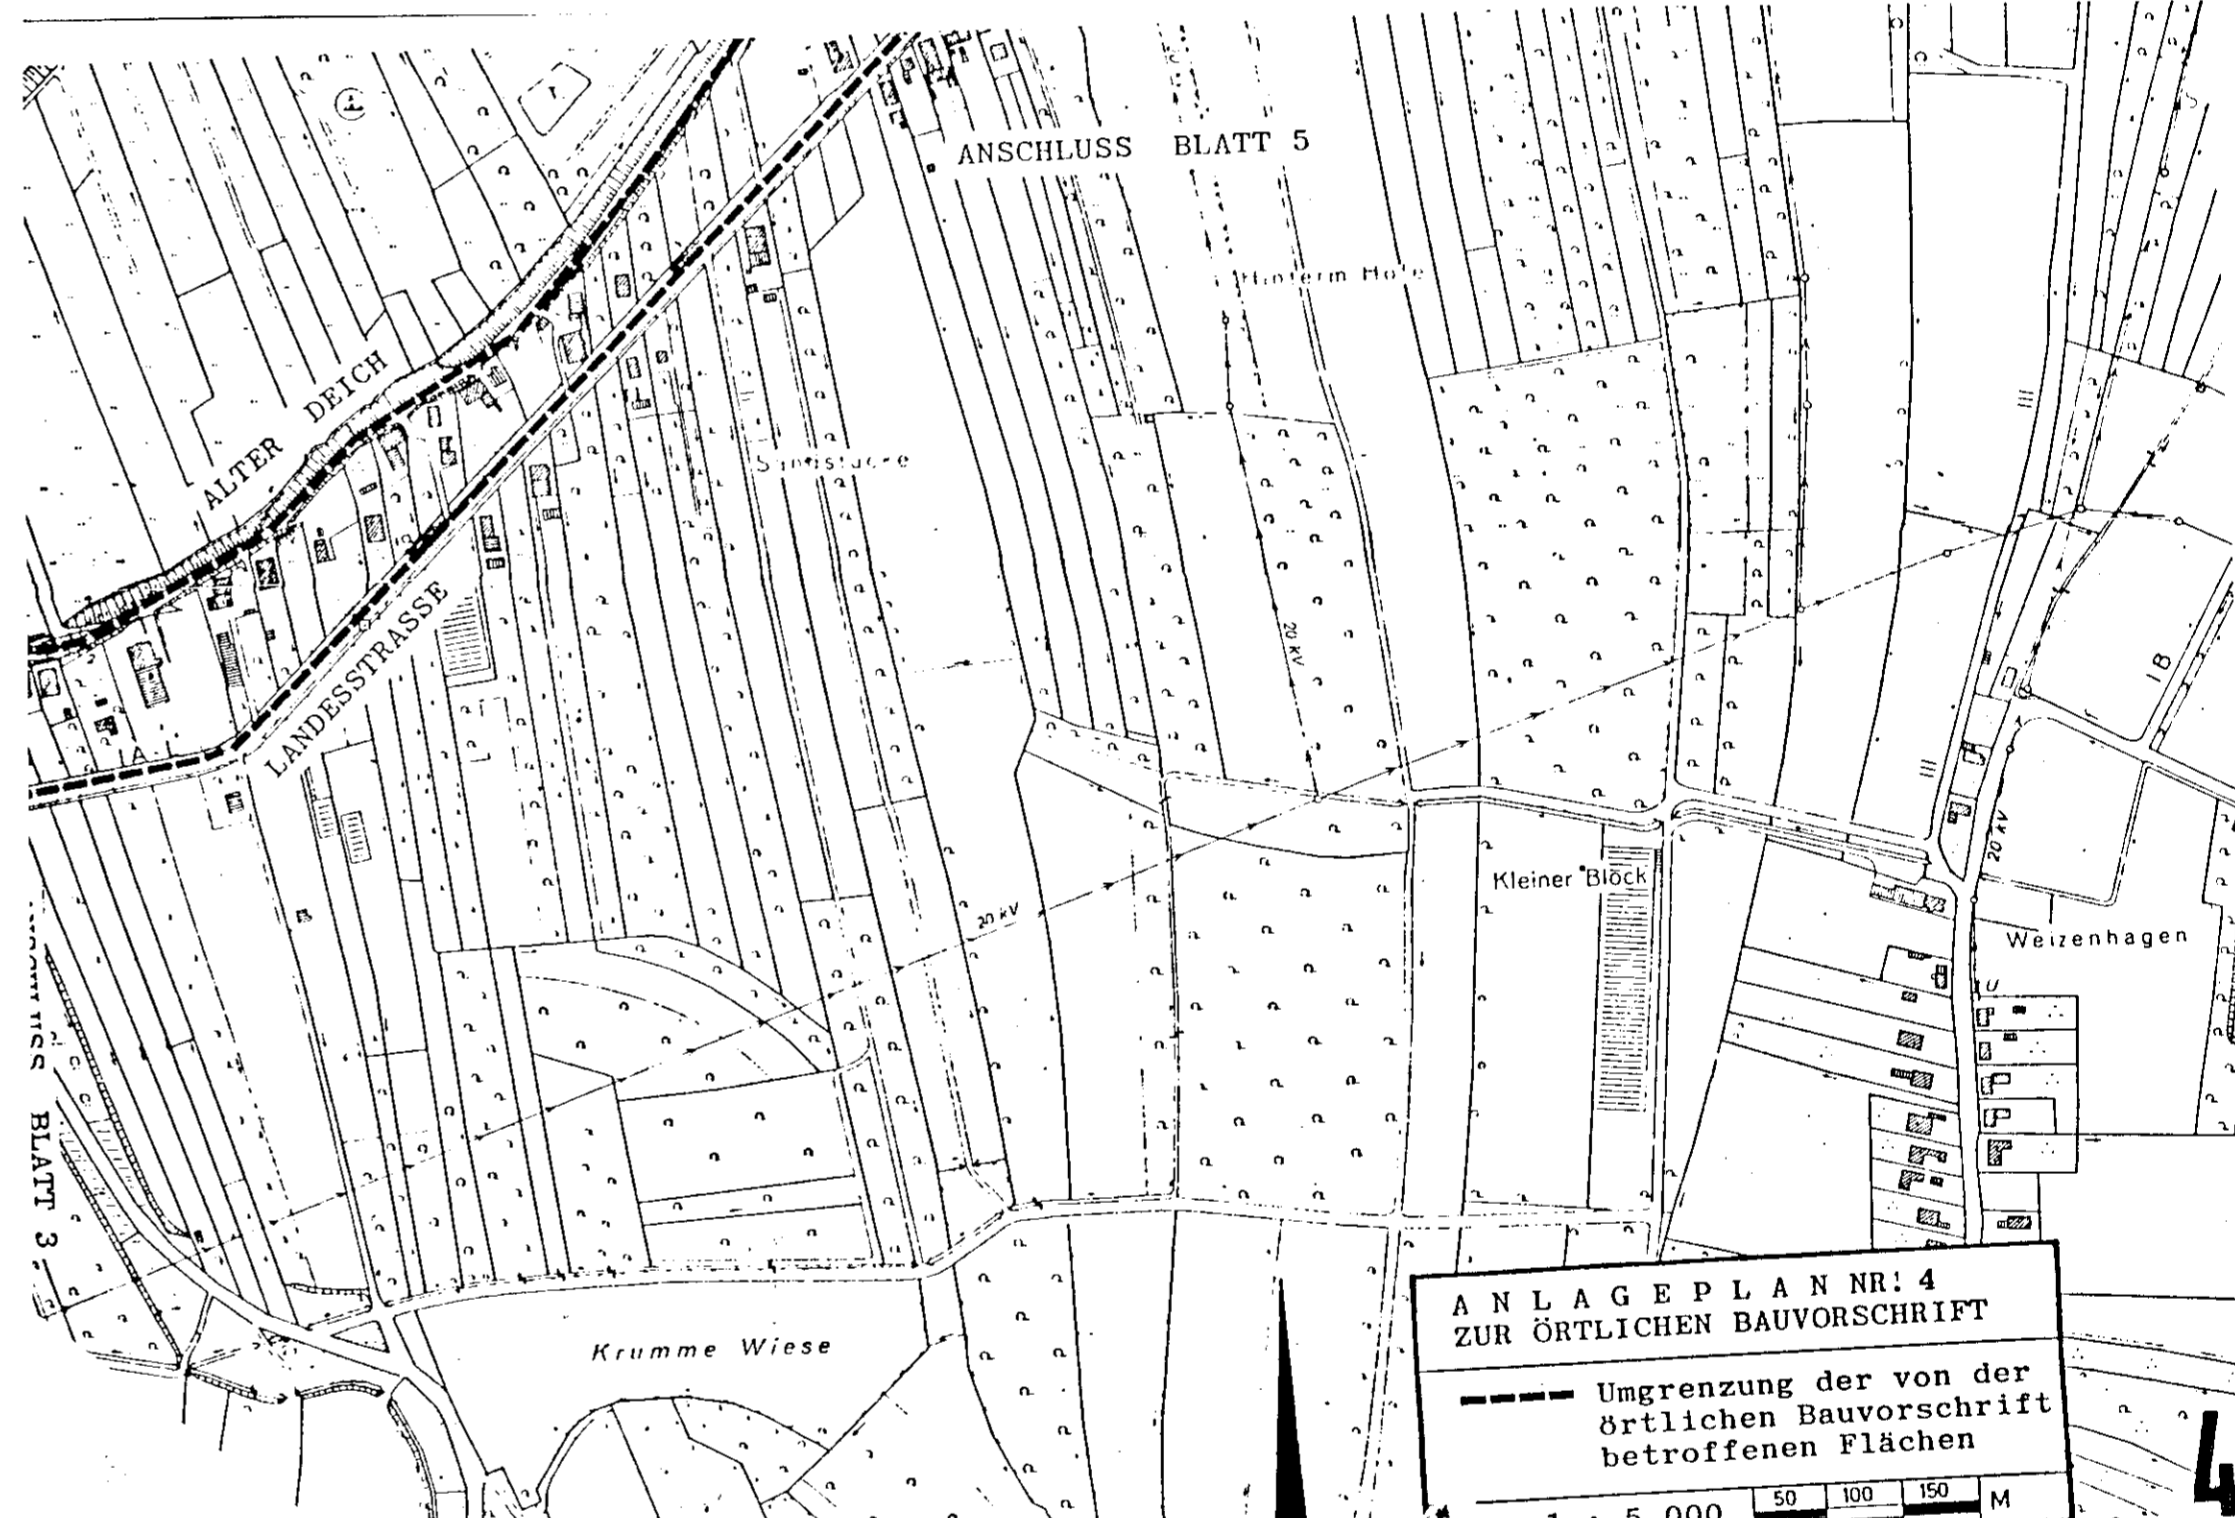 ANSCHLUSS BLATT 5
Hinterm Hofe
ALTER DEICH
LANDESSTRASSE
20 kV
20 kV
20 kV
1B
Kleiner Block
Weizenhagen
BLATT 3
Krumme Wiese
ANLAGEPLAN NR: 4
ZUR ÖRTLICHEN BAUVORSCHRIFT
Umgrenzung der von der
örtlichen Bauvorschrift
betroffenen Flächen
1 : 5 000
50 100 150 M
4